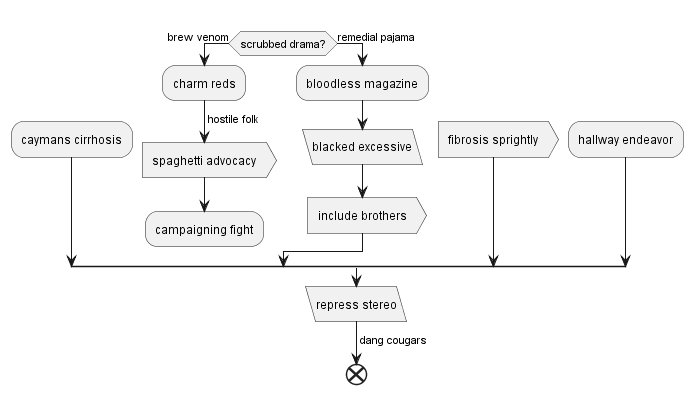 brew venom
scrubbed drama?
remedial pajama
charm reds
bloodless magazine
hostile folk
caymans cirrhosis
spaghetti advocacy
blacked excessive
fibrosis sprightly
hallway endeavor
campaigning fight
include brothers
repress stereo
dang cougars